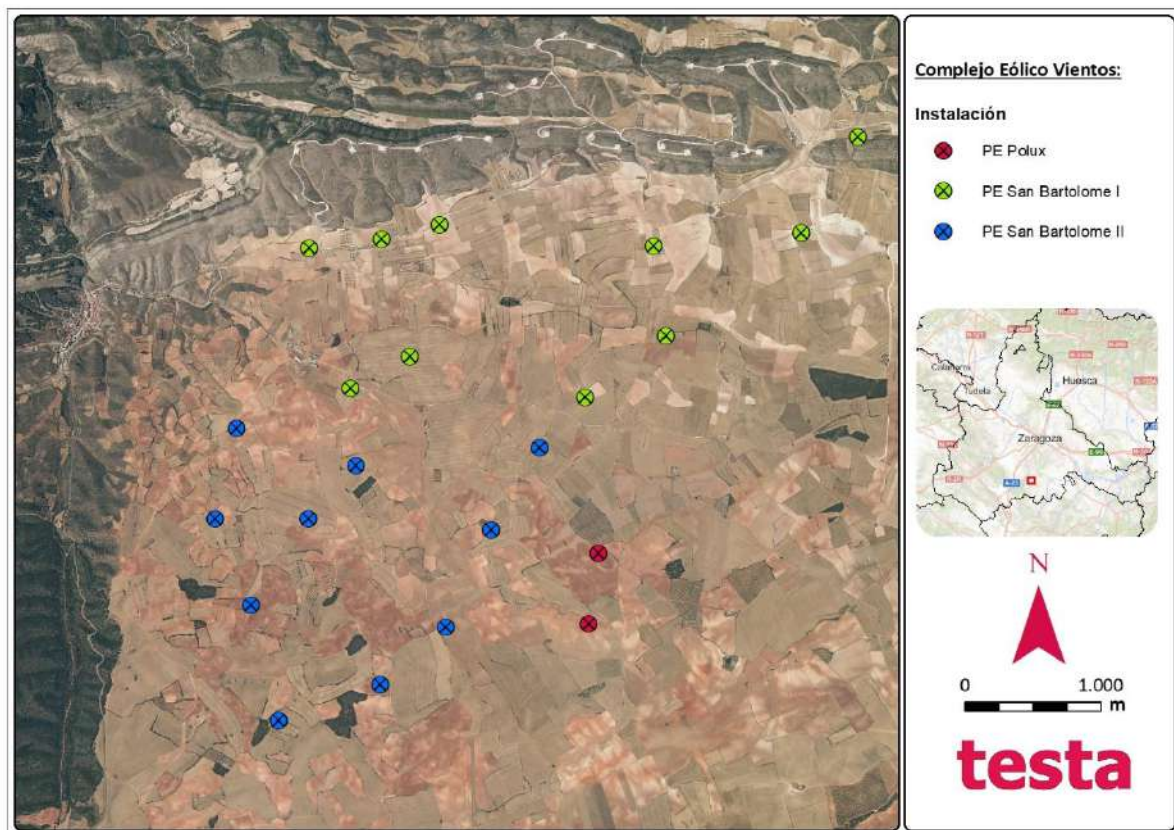 Complejo Eólico Vientos:
Instalación
PE Polux
PE San Bartolome I
PE San Bartolome II
Tudela
Huesca
Zaragoza
N
0 1.000
m
testa